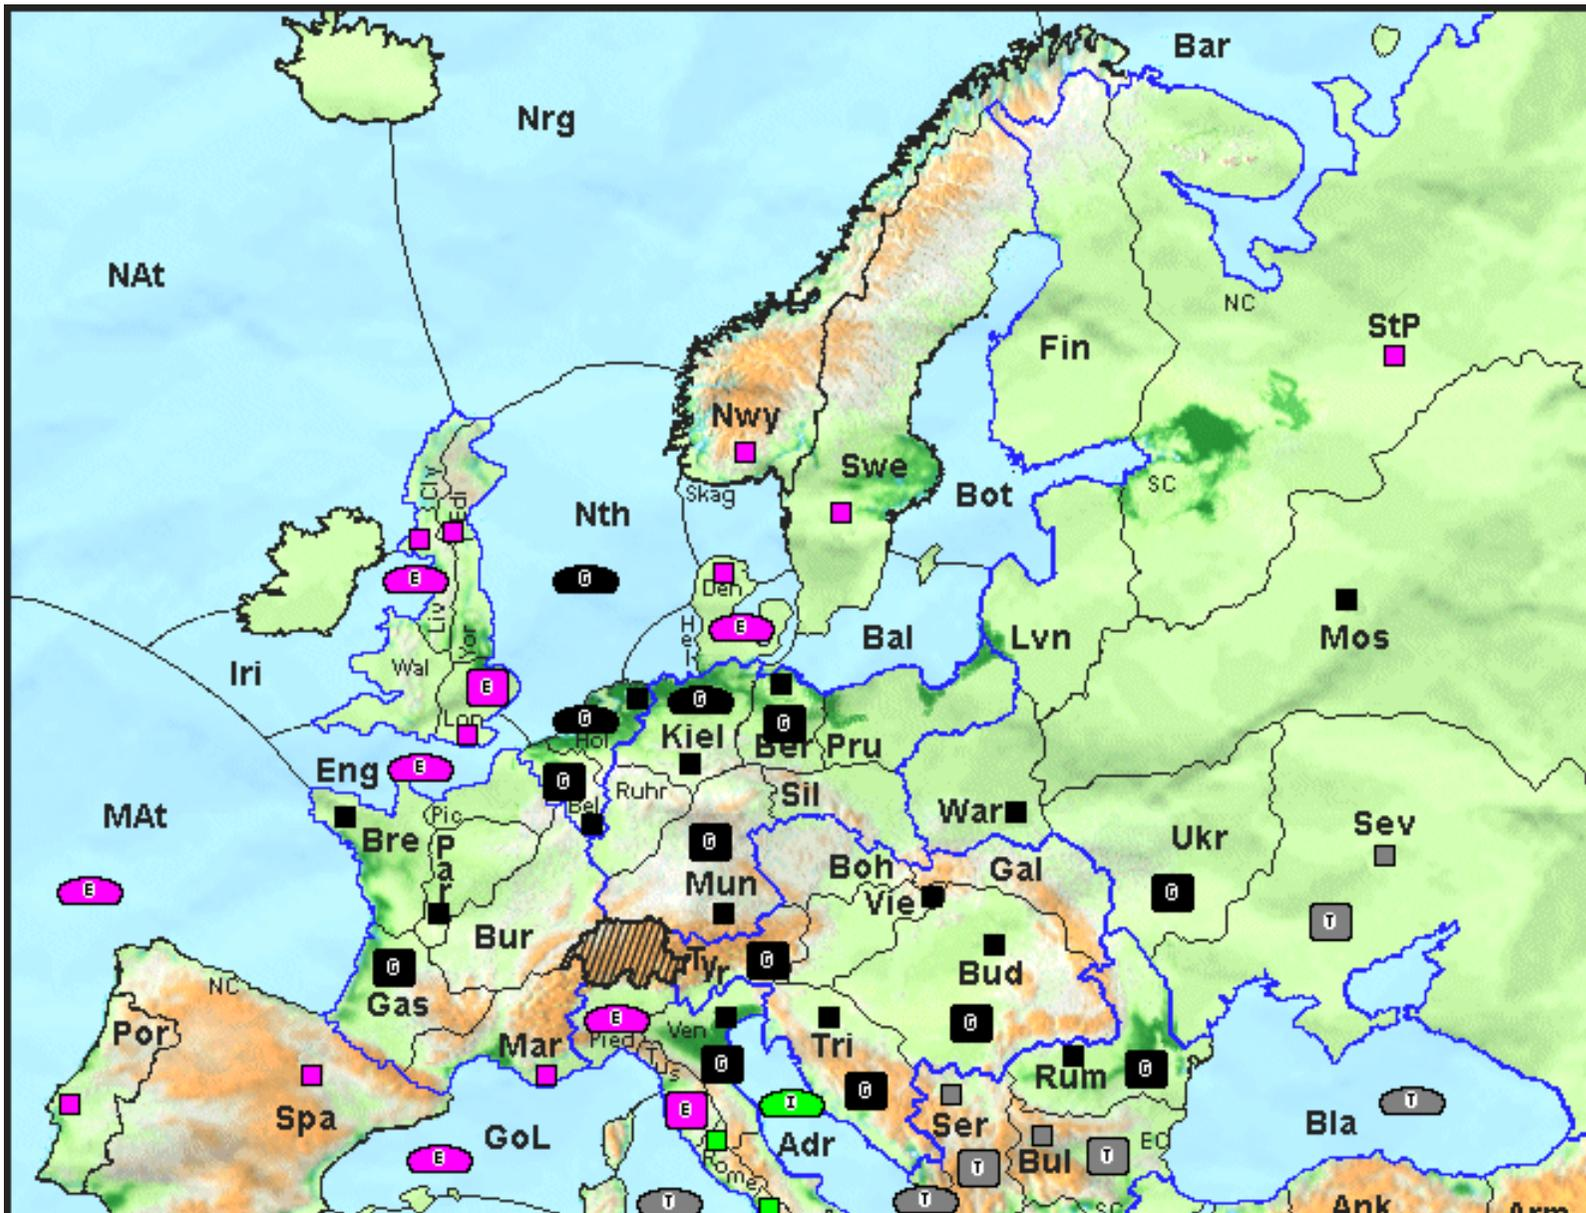 Bar
Nrg
NAt
NC
StP
Fin
Nwy
Swe
Cly
Edi
SC
Skag
Bot
Nth
G
E
Den
Mos
Hel
E
Liv
Yor
Bal
Lvn
Iri
Wal
E
G
G
Lon
G
Hol
Kiel
Ber
Pru
Eng
E
G
Bel
Ruhr
Sil
War
MAt
Pic
Bre
Par
Ukr
Sev
G
Boh
Gal
E
Mun
Vie
G
T
Bur
G
Tyr
G
Bud
NC
Gas
Por
E
Pied
Ven
Mar
Tri
G
Tus
G
G
Rum
G
Spa
E
I
Ser
T
Bla
GoL
Adr
Bul
EC
E
Rome
T
T
T
T
SC
Ank
Arm